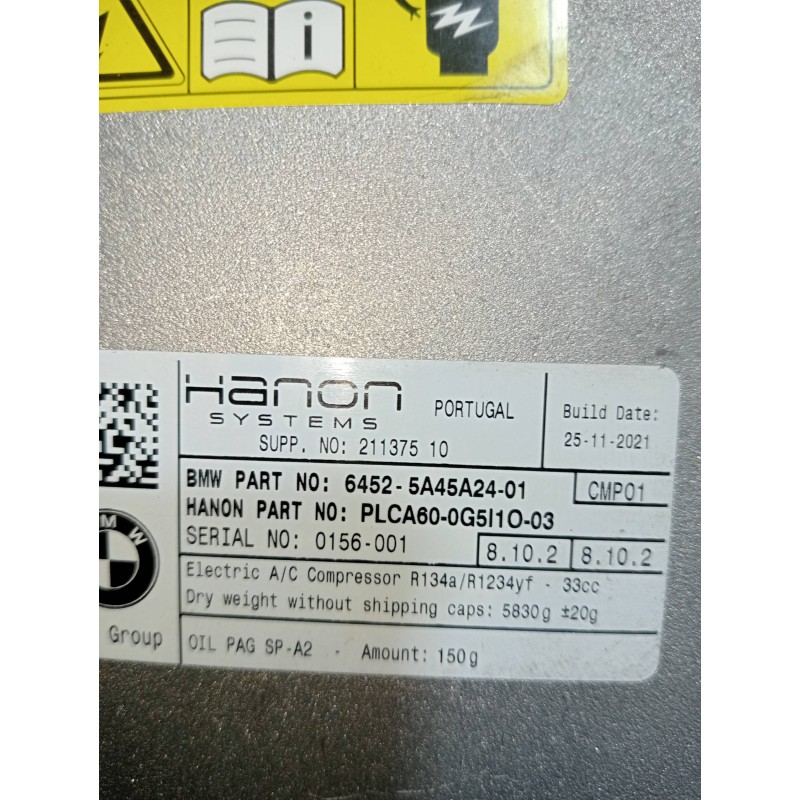 Hanon
SYSTEMS
PORTUGAL
SUPP. NO: 211375 10
Build Date:
25-11-2021
BMW PART NO: 6452-5A45A24-01
CMP01
HANON PART NO: PLCA60-0G5I1O-03
SERIAL NO: 0156-001
8.10.2 8.10.2
Electric A/C Compressor R134a/R1234yf - 33cc
Dry weight without shipping caps: 5830g ±20g
OIL PAG SP-A2 - Amount: 150g
M W
Group